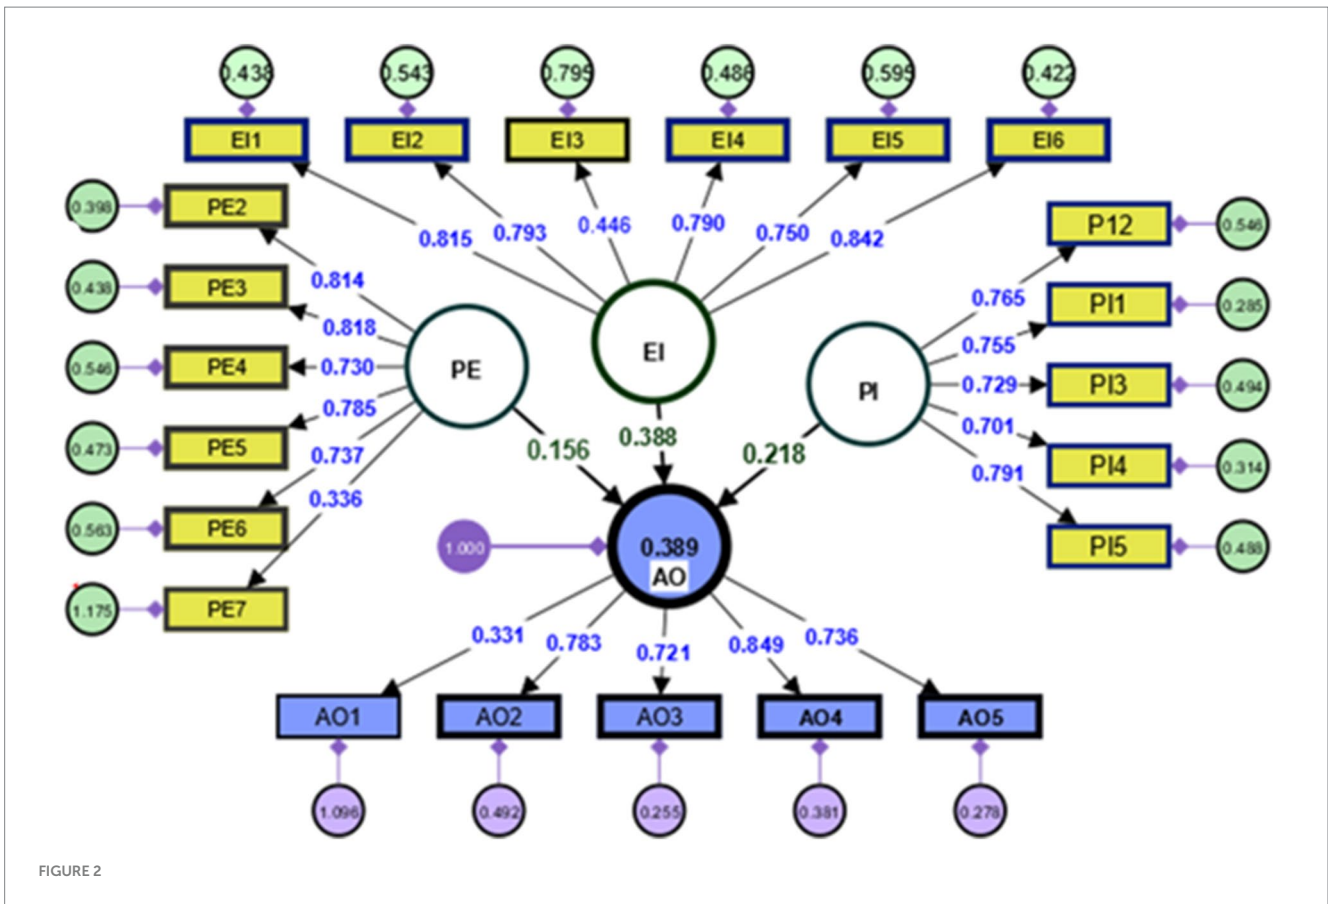 0.438 0.543 0.795 0.486 0.595 0.422
EI1 EI2 EI3 EI4 EI5 EI6
0.398 PE2
P12 0.546
0.815 0.793 0.446 0.790 0.750 0.842
0.814
0.438 PE3
0.765
PI1 0.285
0.818
0.755
EI
0.546 PE4 0.730 PE
PI 0.729 PI3 0.494
0.785
0.701
0.473 PE5
0.156 0.388 0.218
0.737
PI4 0.314
0.791
0.336
0.563 PE6
1.000 0.389
AO
PI5 0.488
1.175 PE7
0.331 0.783 0.721 0.849 0.736
AO1 AO2 AO3 AO4 AO5
1.096 0.492 0.255 0.381 0.278
FIGURE 2